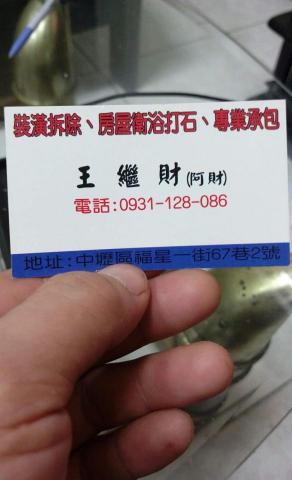 裝潢拆除、房屋衛浴打石、專業承包
王繼財(阿財)
電話:0931-128-086
地址:中壢區福星一街67巷2號